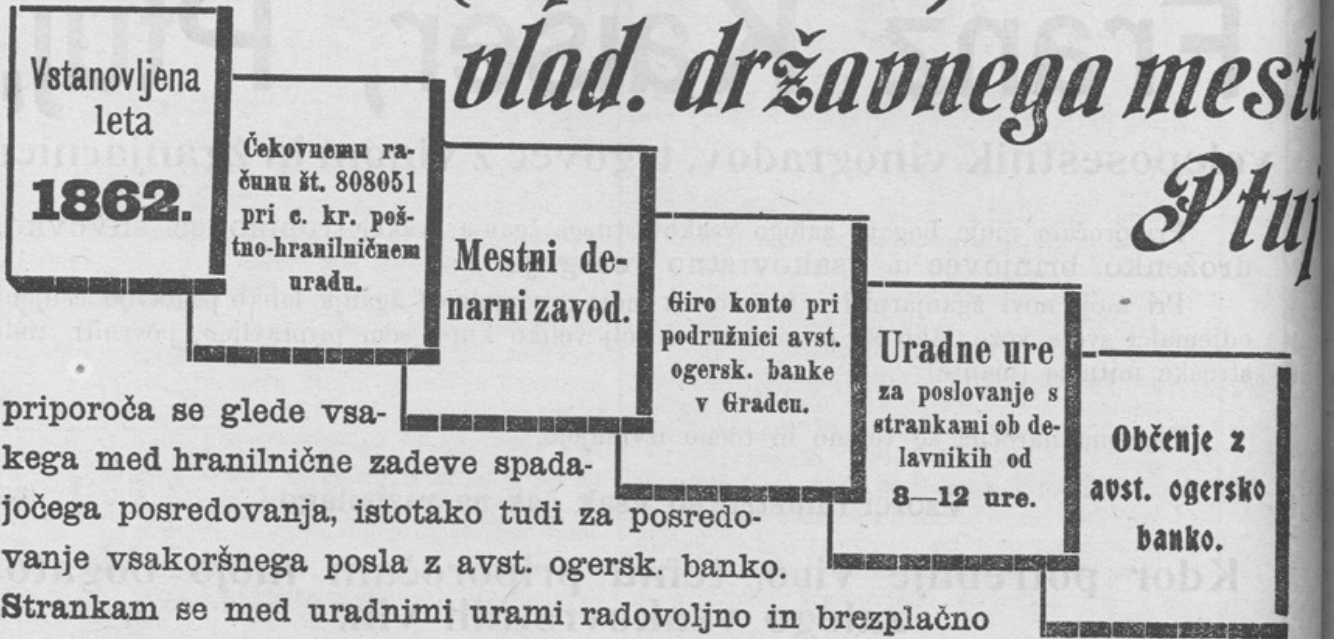 vlad. državnega
Vstanovljena
leta
1862.
Čekovnemu ra-
čunu št. 808051
pri c. kr. poš-
tno-hranilničnem
uradu.
Mestni de-
narni zavod.
Giro konto pri
podružnici avst.
ogersk. banke
v Gradcu.
Uradne ure
za poslovanje s
strankami ob de-
lavnikih od
8—12 ure.
Občenje z
avst. ogersko
banko.
priporoča se glede vsa-
kega med hranilnične zadeve spada-
jočega posredovanja, istotako tudi za posredo-
vanje vsakoršnega posla z avst. ogersk. banko.
Strankam se med uradnimi urami radovoljno in brezplačno